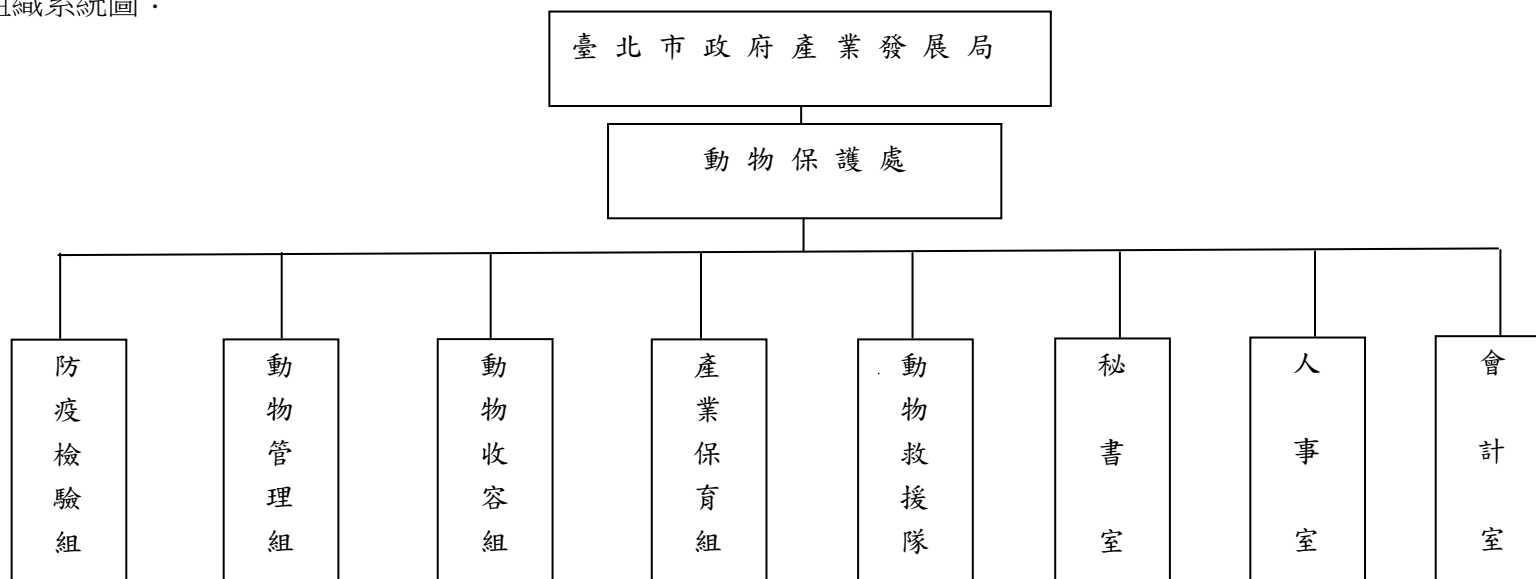 組織系統圖：
臺北市政府產業發展局
動物保護處
防疫檢驗組
動物管理組
動物收容組
產業保育組
動物救援隊
秘書室
人事室
會計室